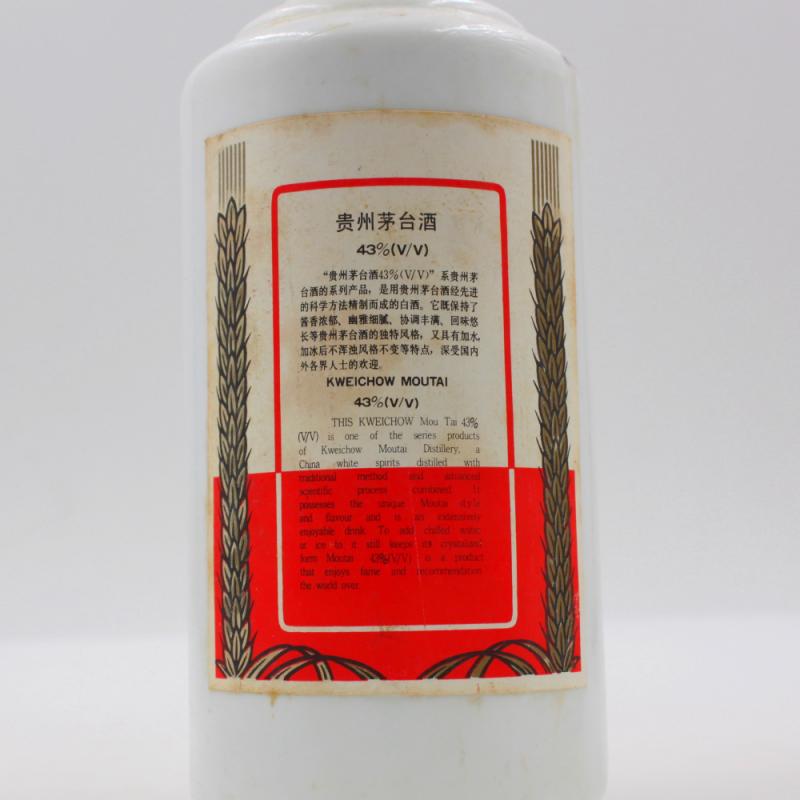 贵州茅台酒
43%(V/V)
“贵州茅台酒43%(V/V)”系贵州茅
台酒的系列产品，是用贵州茅台酒经先进
的科学方法精制而成的白酒。它既保持了
酱香浓郁、幽雅细腻、协调丰满、回味悠
长等贵州茅台酒的独特风格，又具有加水，
加冰后不浑浊风格不变等特点，深受国内
外各界人士的欢迎。
KWEICHOW MOUTAI
43%(V/V)
THIS KWEICHOW Mou Tai 43%
(V/V) is one of the series products
of Kweichow Moutai Distillery, a
China white spirits distilled with
traditional method and advanced
scientific process combined It
possesses the unique Moutai style
and flavour and is an extensively
enjoyable drink. To add chilled water
or ice to it still keeps its
form Moutai 43%(V/V) is a product
that enjoys fame and recommendation
the world over.